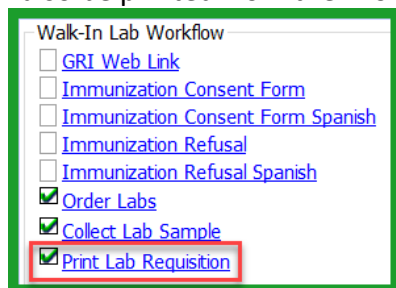 Walk-In Lab Workflow
GRI Web Link
Immunization Consent Form
Immunization Consent Form Spanish
Immunization Refusal
Immunization Refusal Spanish
Order Labs
Collect Lab Sample
Print Lab Requisition